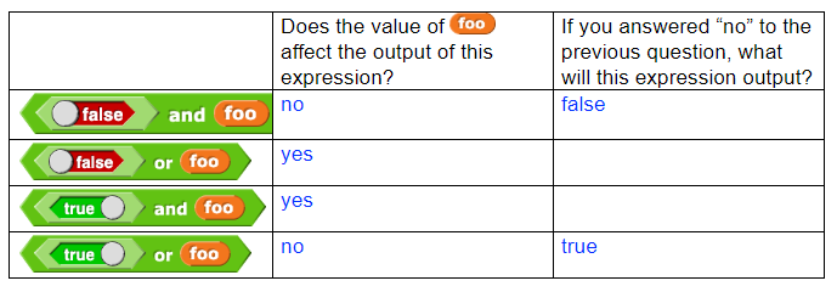 Does the value of foo
affect the output of this
expression?
If you answered “no” to the
previous question, what
will this expression output?
false and foo
no
false
false or foo
yes
true and foo
yes
true or foo
no
true